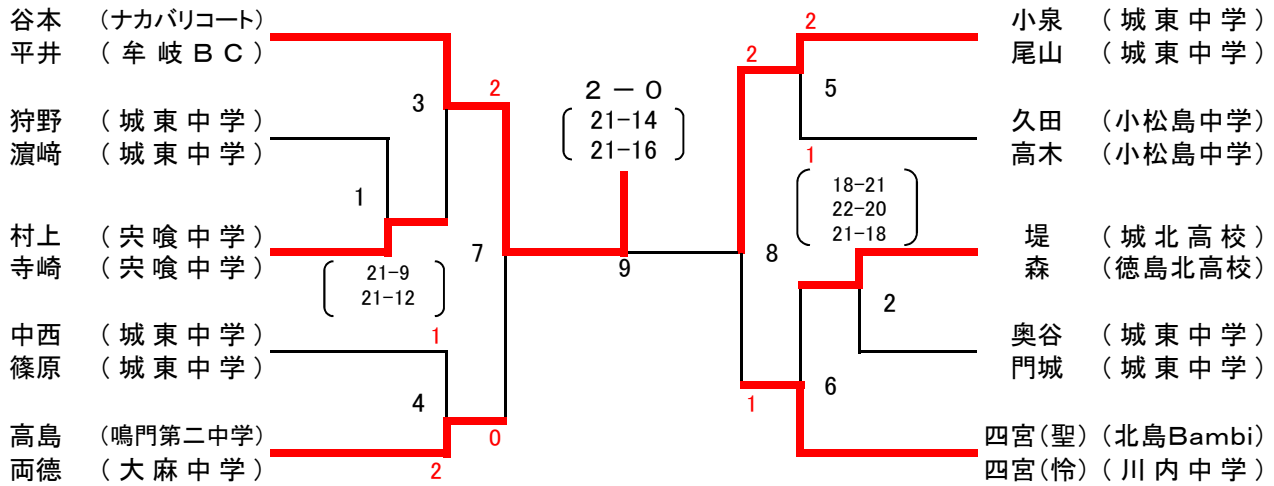 谷本 (ナカバリコート)
平井 (牟岐BC)
狩野 (城東中学)
濵﨑 (城東中学)
村上 (宍喰中学)
寺崎 (宍喰中学)
中西 (城東中学)
篠原 (城東中学)
高島 (鳴門第二中学)
両徳 (大麻中学)
3
1
21-9
21-12
1
4
2
2
7
0
2-0
21-14
21-16
9
2
2
5
1
18-21
22-20
21-18
8
2
6
1
小泉 (城東中学)
尾山 (城東中学)
久田 (小松島中学)
高木 (小松島中学)
堤 (城北高校)
森 (徳島北高校)
奥谷 (城東中学)
門城 (城東中学)
四宮(聖) (北島Bambi)
四宮(怜) (川内中学)